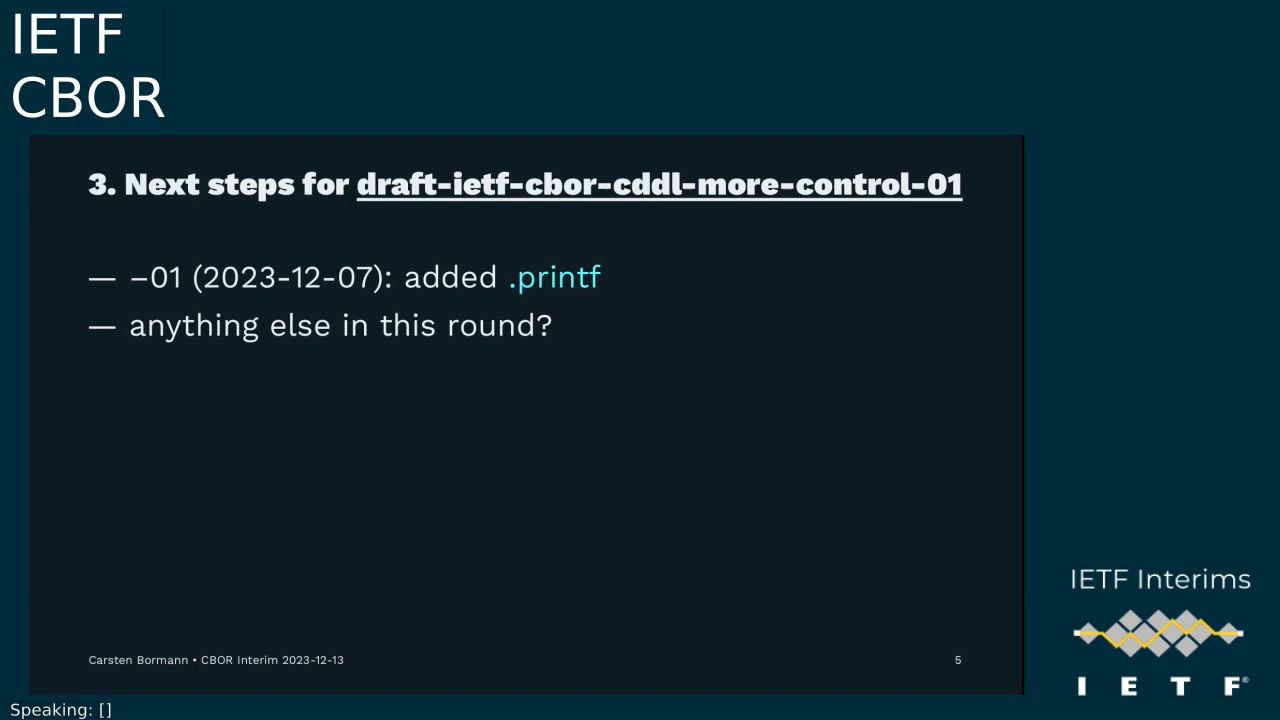 IETF
CBOR
3. Next steps for draft-ietf-cbor-cddl-more-control-01
— –01 (2023-12-07): added .printf
— anything else in this round?
Carsten Bormann • CBOR Interim 2023-12-13
5
IETF Interims
I E T F®
Speaking: []